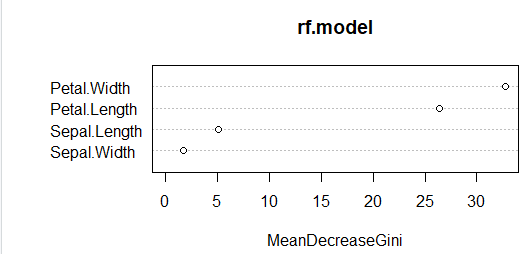 rf.model
Petal.Width
Petal.Length
Sepal.Length
Sepal.Width
0 5 10 15 20 25 30
MeanDecreaseGini